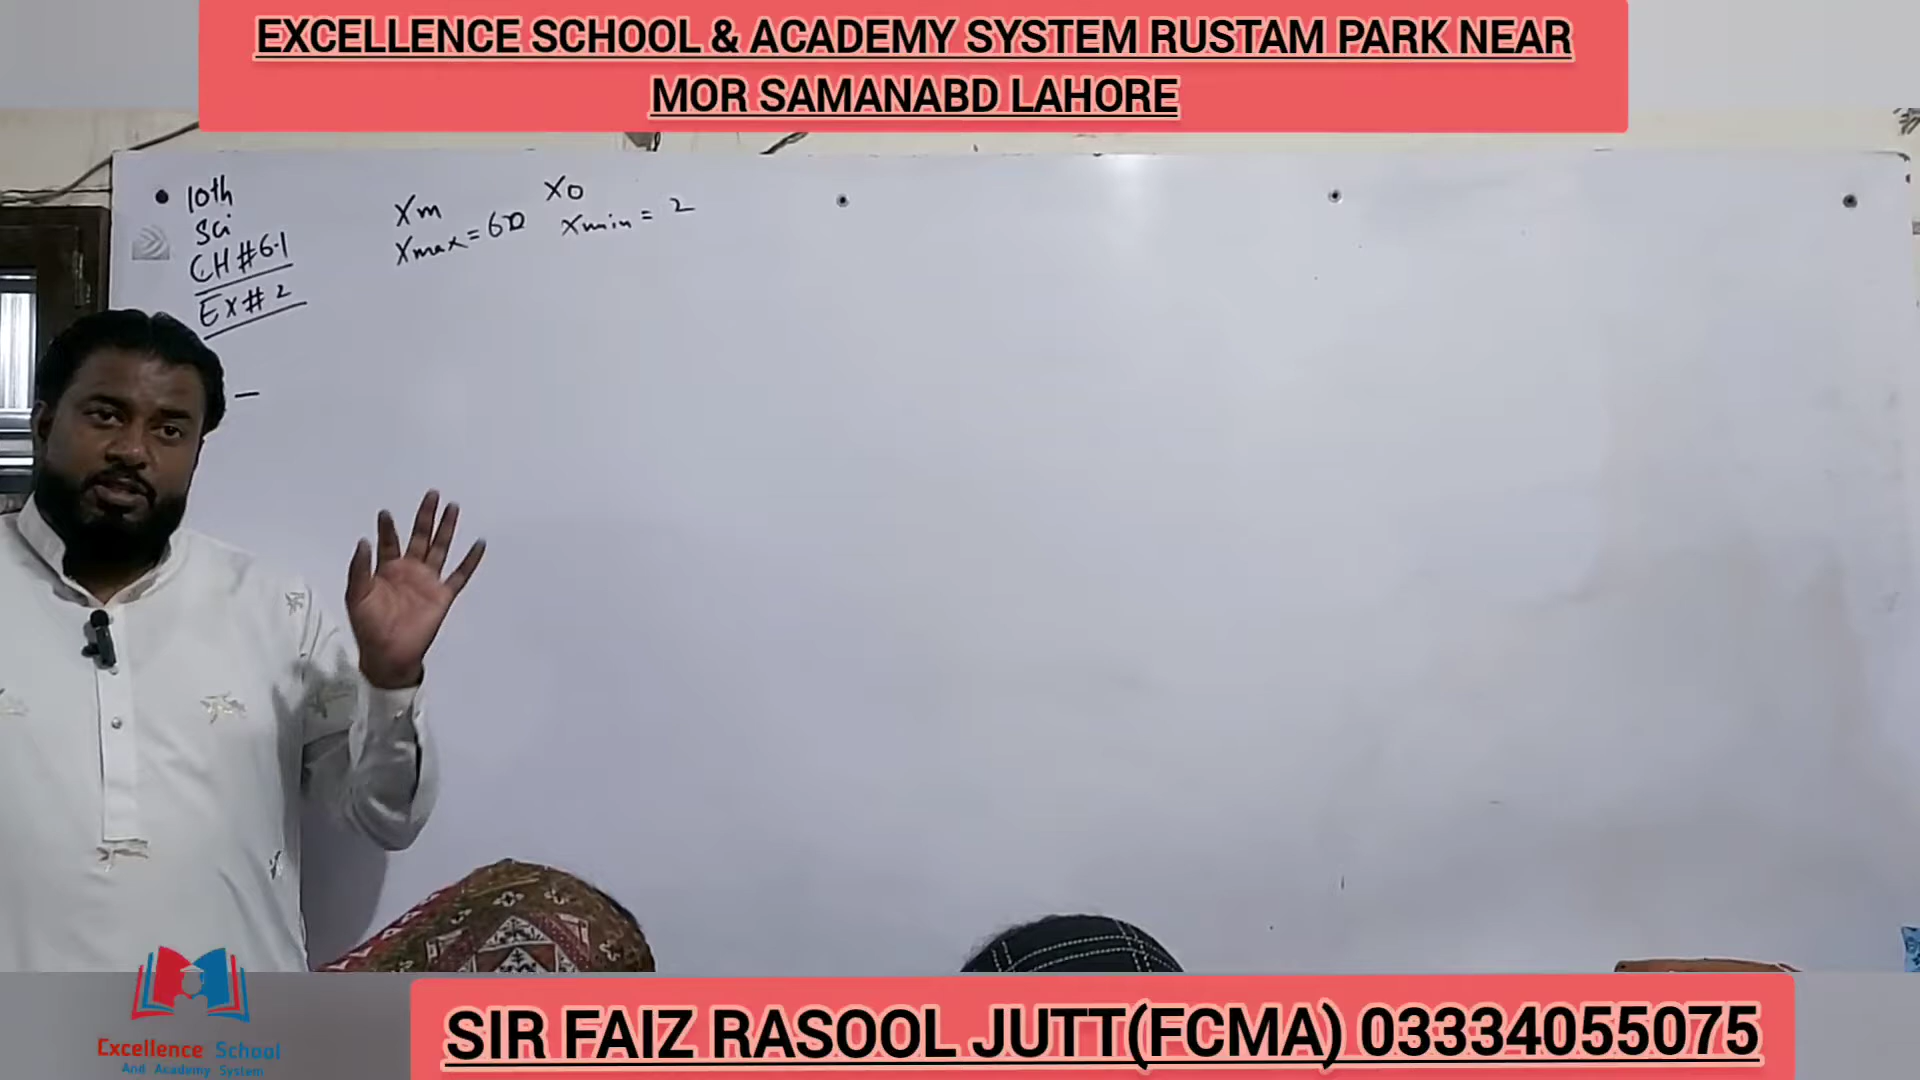 EXCELLENCE SCHOOL & ACADEMY SYSTEM RUSTAM PARK NEAR
MOR SAMANABD LAHORE
10th
Sci
CH#6.1
EX# 2
Xm
Xmax = 60
X0
Xmin = 2
SIR FAIZ RASOOL JUTT(FCMA) 03334055075
Excellence School
And Academy System